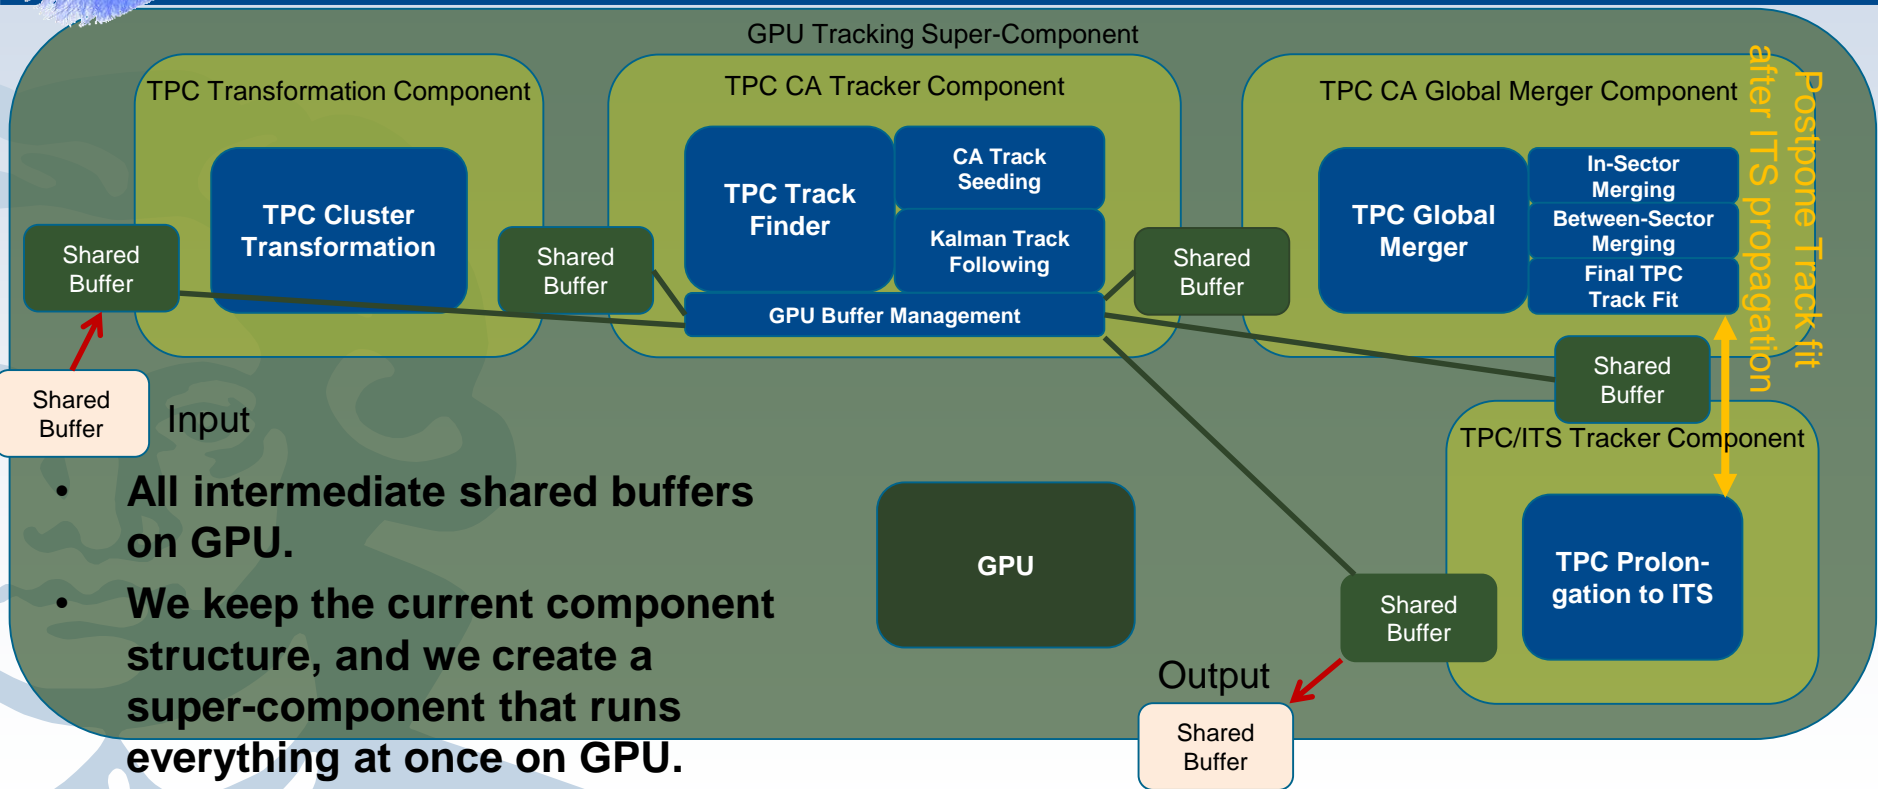 GPU Tracking Super-Component
TPC Transformation Component
TPC Cluster
Transformation
Shared
Buffer
Shared
Buffer
Input
Shared
Buffer
TPC CA Tracker Component
TPC Track
Finder
CA Track
Seeding
Kalman Track
Following
GPU Buffer Management
Shared
Buffer
TPC CA Global Merger Component
TPC Global
Merger
In-Sector
Merging
Between-Sector
Merging
Final TPC
Track Fit
Postpone Track fit
after ITS propagation
Shared
Buffer
TPC/ITS Tracker Component
TPC Prolon-
gation to ITS
GPU
Shared
Buffer
Output
Shared
Buffer
• All intermediate shared buffers
on GPU.
• We keep the current component
structure, and we create a
super-component that runs
everything at once on GPU.